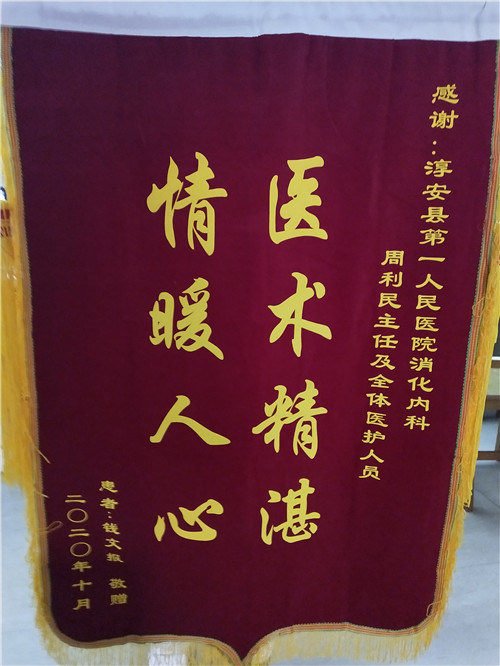 感谢：淳安县第一人民医院消化内科
周利民主任及全体医护人员
医术精湛
情暖人心
患者：钱文报 敬赠
二〇二〇年十月